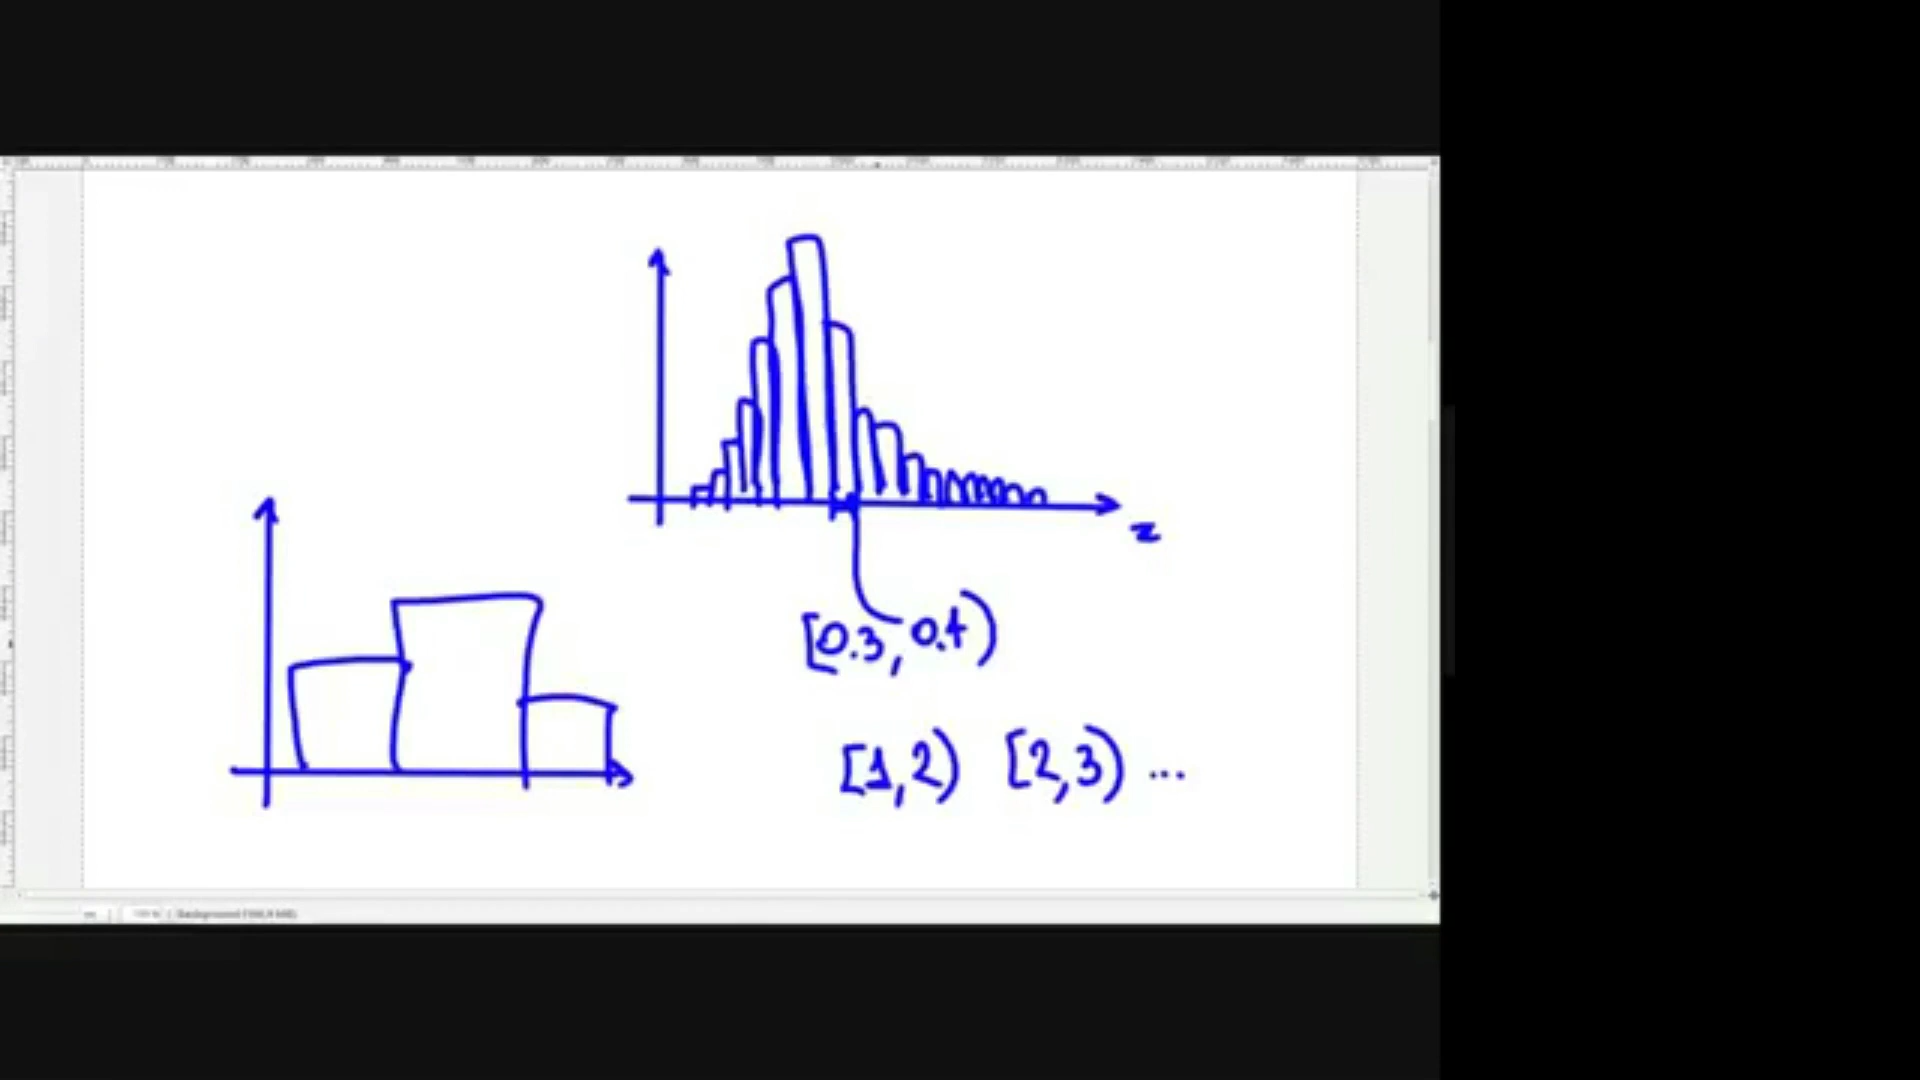 z
[0.3, 0.4)
[1,2) [2,3) ...